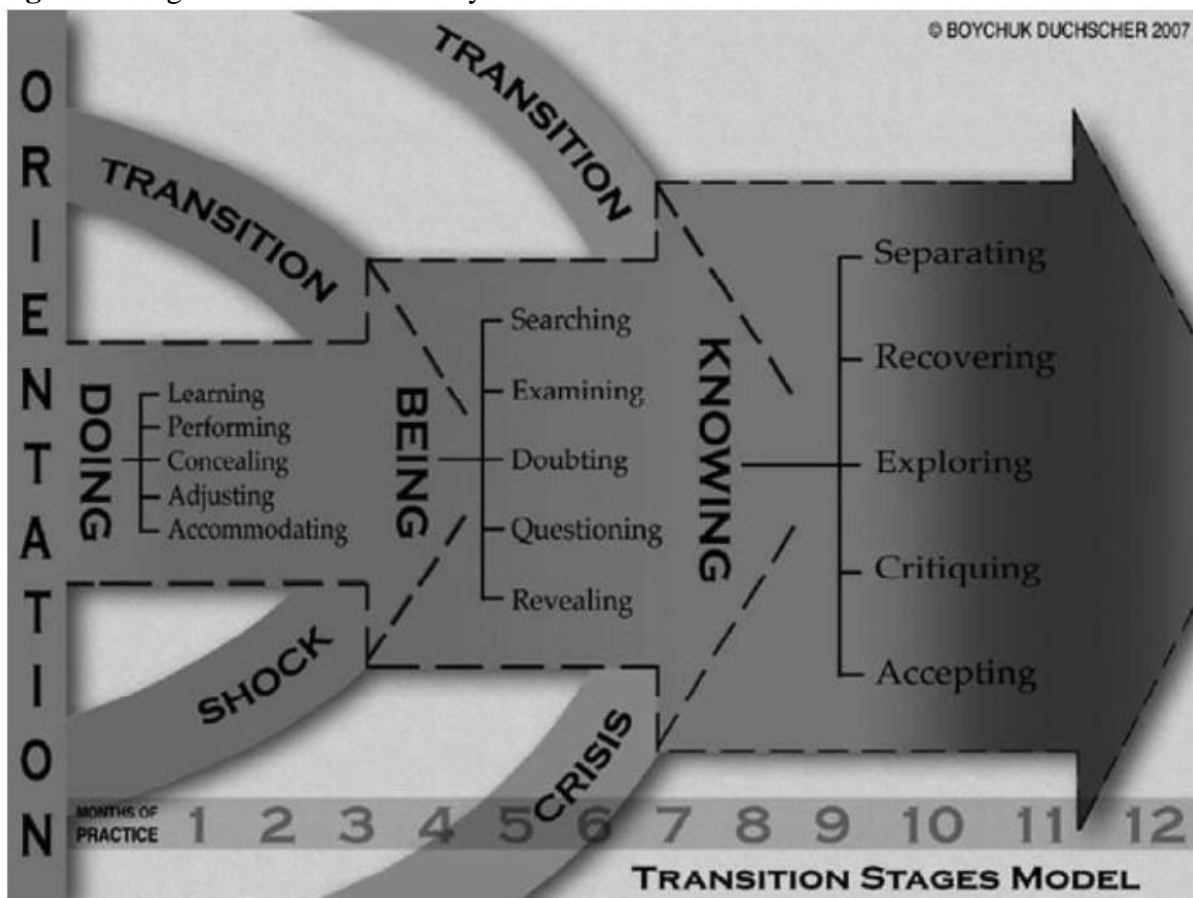 © BOYCHUK DUCHSCHER 2007
ORIENTATION
TRANSITION
TRANSITION
DOING
Learning
Performing
Concealing
Adjusting
Accommodating
BEING
Searching
Examining
Doubting
Questioning
Revealing
KNOWING
Separating
Recovering
Exploring
Critiquing
Accepting
SHOCK
CRISIS
MONTHS OF
PRACTICE 1 2 3 4 5 6 7 8 9 10 11 12
TRANSITION STAGES MODEL